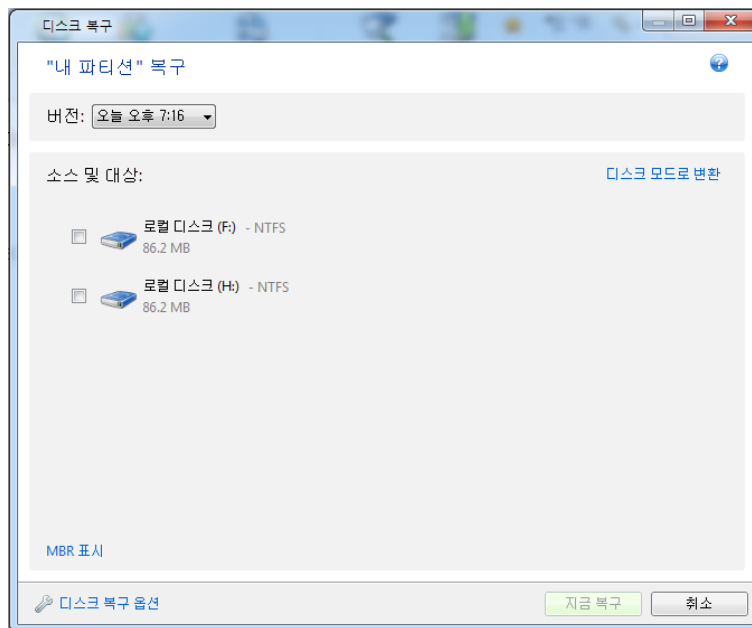 디스크 복구
"내 파티션" 복구
버전: 오늘 오후 7:16
소스 및 대상: 디스크 모드로 변환
로컬 디스크 (F:) - NTFS
86.2 MB
로컬 디스크 (H:) - NTFS
86.2 MB
MBR 표시
디스크 복구 옵션 지금 복구 취소